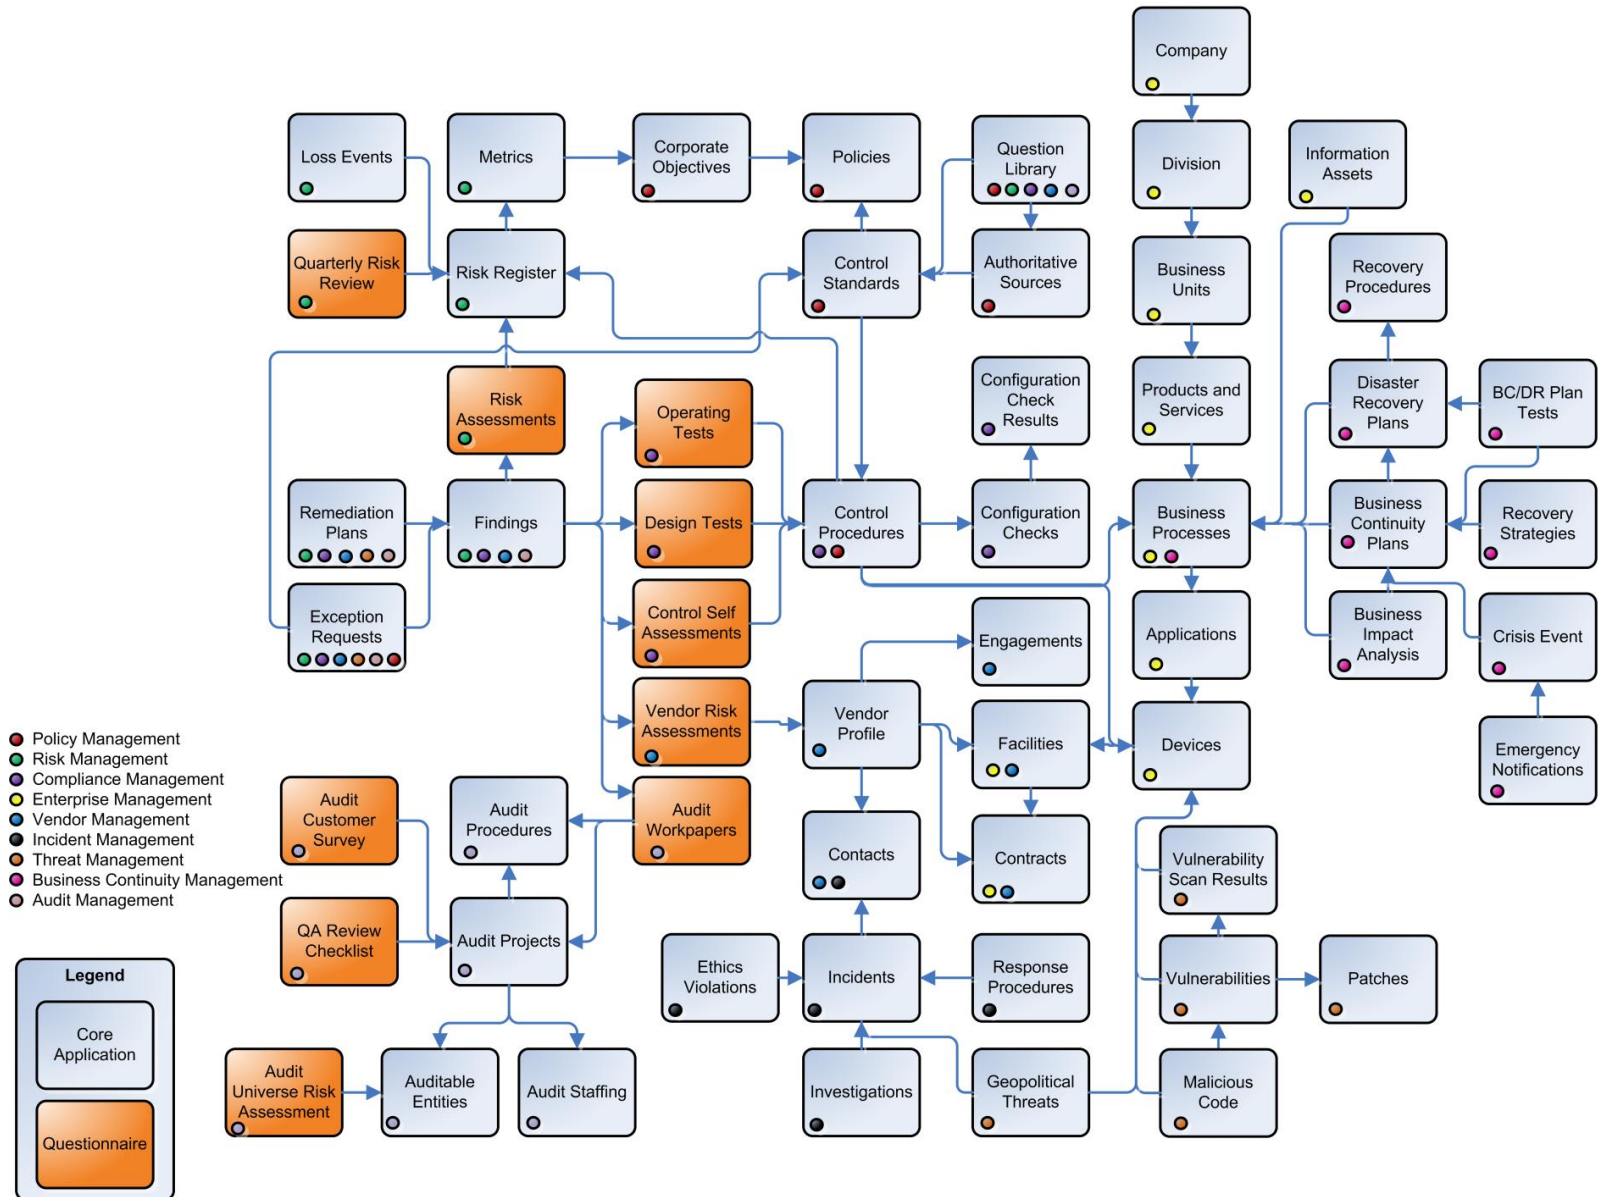 Company
Loss Events
Metrics
Corporate
Objectives
Policies
Question
Library
Division
Information
Assets
Quarterly Risk
Review
Risk Register
Control
Standards
Authoritative
Sources
Business
Units
Recovery
Procedures
Risk
Assessments
Operating
Tests
Configuration
Check
Results
Products and
Services
Disaster
Recovery
Plans
BC/DR Plan
Tests
Remediation
Plans
Findings
Design Tests
Control
Procedures
Configuration
Checks
Business
Processes
Business
Continuity
Plans
Recovery
Strategies
Exception
Requests
Control Self
Assessments
Engagements
Applications
Business
Impact
Analysis
Crisis Event
Vendor Risk
Assessments
Vendor
Profile
Facilities
Devices
Emergency
Notifications
Policy Management
Risk Management
Compliance Management
Enterprise Management
Vendor Management
Incident Management
Threat Management
Business Continuity Management
Audit Management
Audit
Customer
Survey
Audit
Procedures
Audit
Workpapers
Contacts
Contracts
Vulnerability
Scan Results
QA Review
Checklist
Audit Projects
Ethics
Violations
Incidents
Response
Procedures
Vulnerabilities
Patches
Legend
Core
Application
Questionnaire
Audit
Universe Risk
Assessment
Auditable
Entities
Audit Staffing
Investigations
Geopolitical
Threats
Malicious
Code